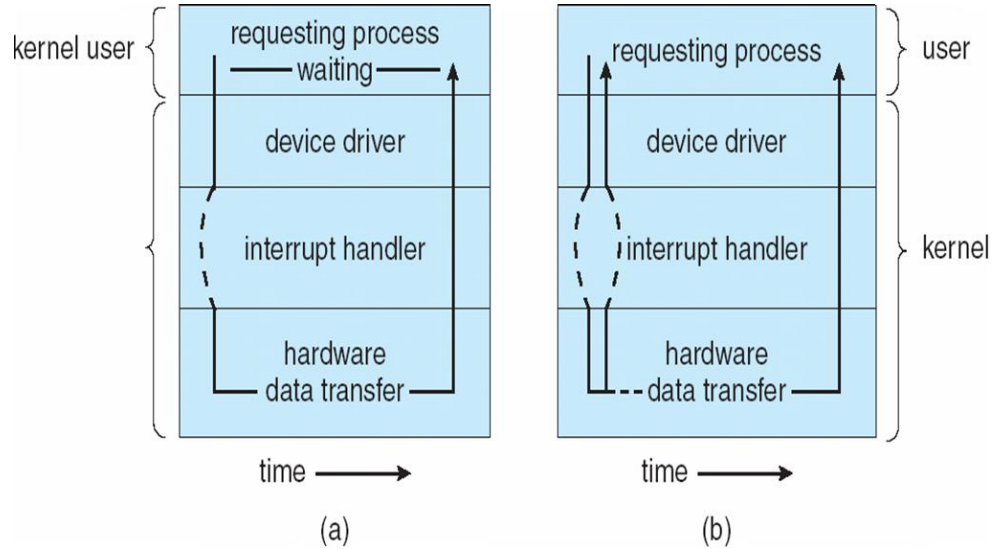 kernel user
requesting process
waiting
device driver
interrupt handler
hardware
data transfer
time
(a)
requesting process
device driver
interrupt handler
hardware
data transfer
user
kernel
time
(b)